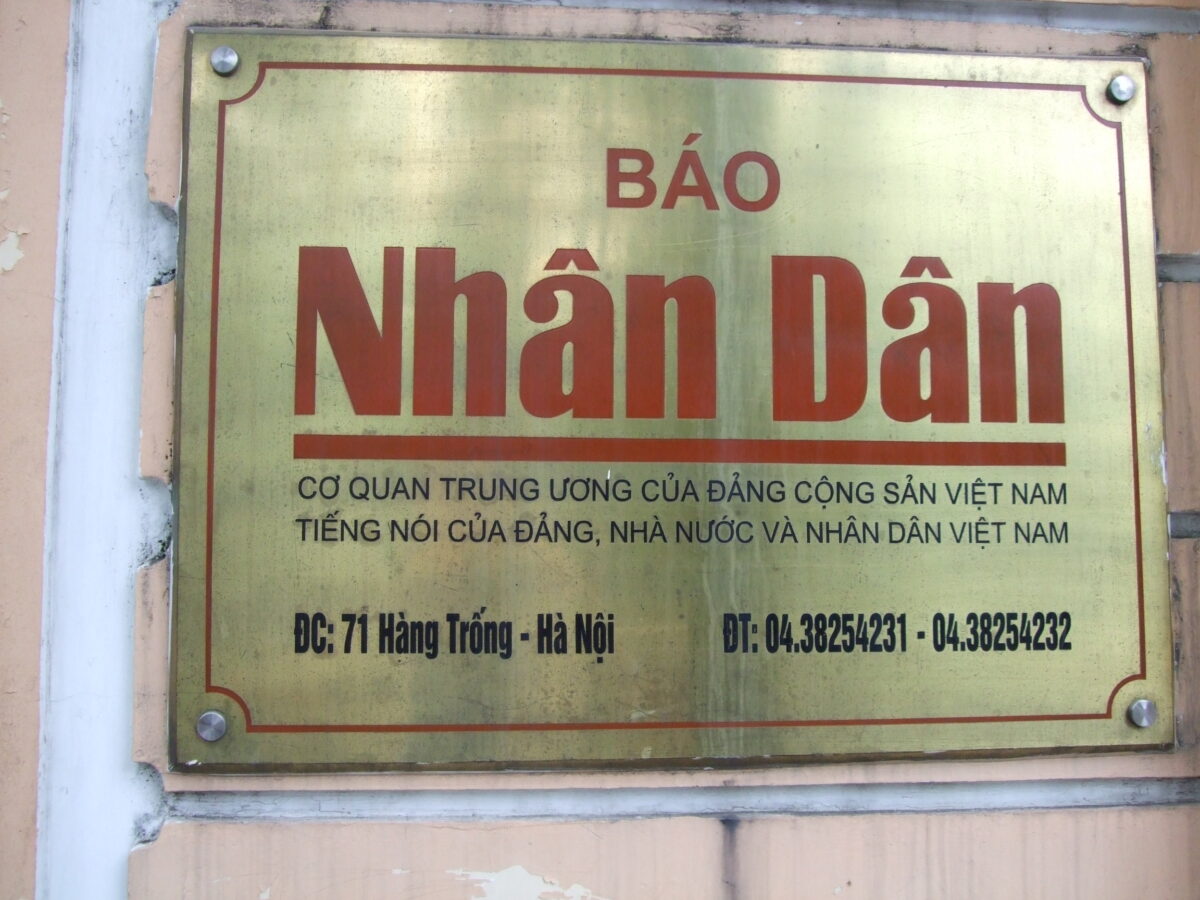 BÁO
Nhân Dân
CƠ QUAN TRUNG ƯƠNG CỦA ĐẢNG CỘNG SẢN VIỆT NAM
TIẾNG NÓI CỦA ĐẢNG, NHÀ NƯỚC VÀ NHÂN DÂN VIỆT NAM
ĐC: 71 Hàng Trống - Hà Nội ĐT: 04.38254231 - 04.38254232